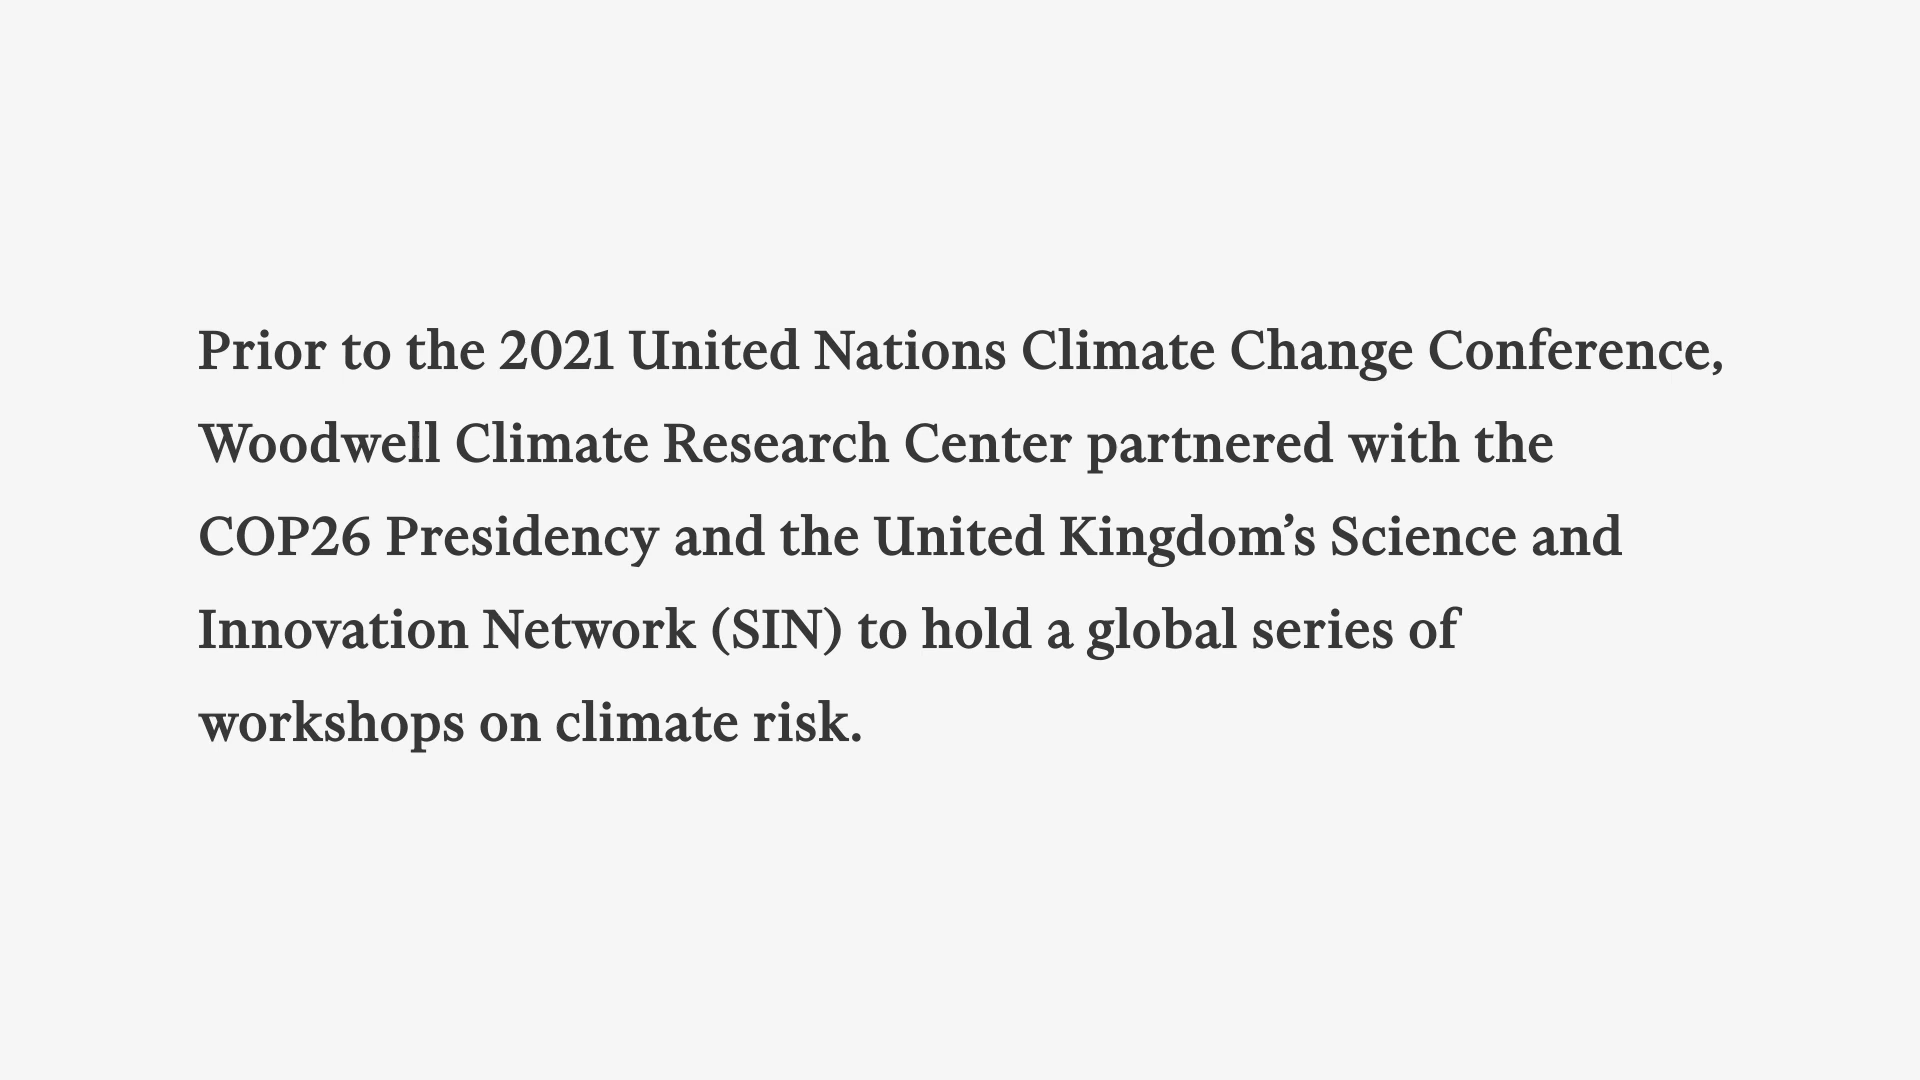 Prior to the 2021 United Nations Climate Change Conference,
Woodwell Climate Research Center partnered with the
COP26 Presidency and the United Kingdom’s Science and
Innovation Network (SIN) to hold a global series of
workshops on climate risk.